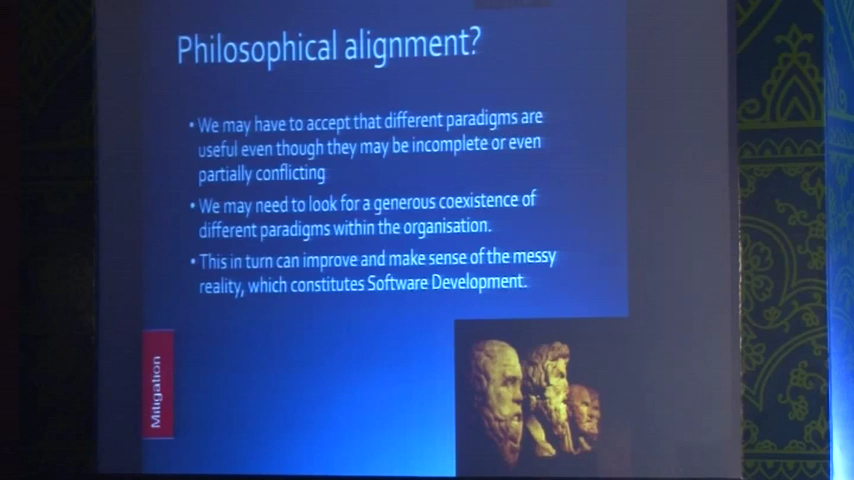 Philosophical alignment?
• We may have to accept that different paradigms are
useful even though they may be incomplete or even
partially conflicting
• We may need to look for a generous coexistence of
different paradigms within the organisation.
• This in turn can improve and make sense of the messy
reality, which constitutes Software Development.
Mitigation